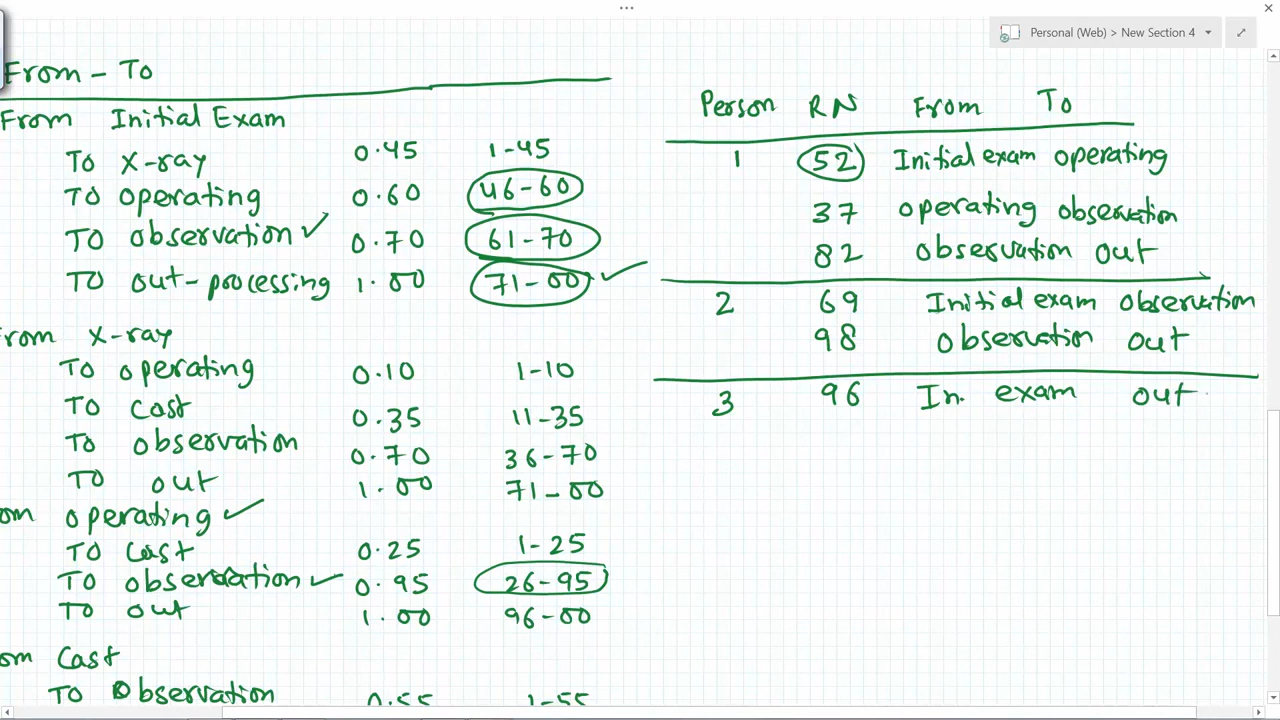 Personal (Web) > New Section 4
From - To
From Initial Exam
To X-ray 0.45 1-45
To operating 0.60 46-60
To observation ✓ 0.70 61-70
To out-processing 1.00 71-00 ✓
From X-ray
To operating 0.10 1-10
To Cast 0.35 11-35
To observation 0.70 36-70
To out 1.00 71-00
om operating ✓
To Cast 0.25 1-25
To observation ✓ 0.95 26-95
To out 1.00 96-00
om Cast
To Observation 0.55 1-55
Person RN From To
1 52 Initial exam operating
37 operating observation
82 observation out
2 69 Initial exam observation
98 observation out
3 96 In. exam out